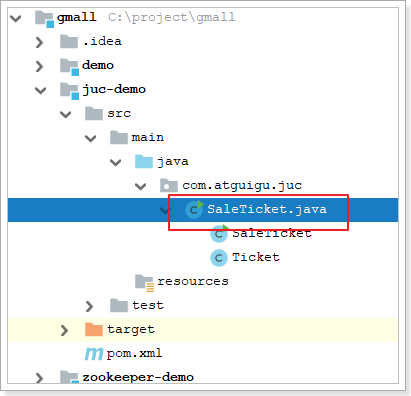 gmall C:\project\gmall
.idea
demo
juc-demo
src
main
java
com.atguigu.juc
SaleTicket.java
SaleTicket
Ticket
resources
test
target
pom.xml
zookeeper-demo